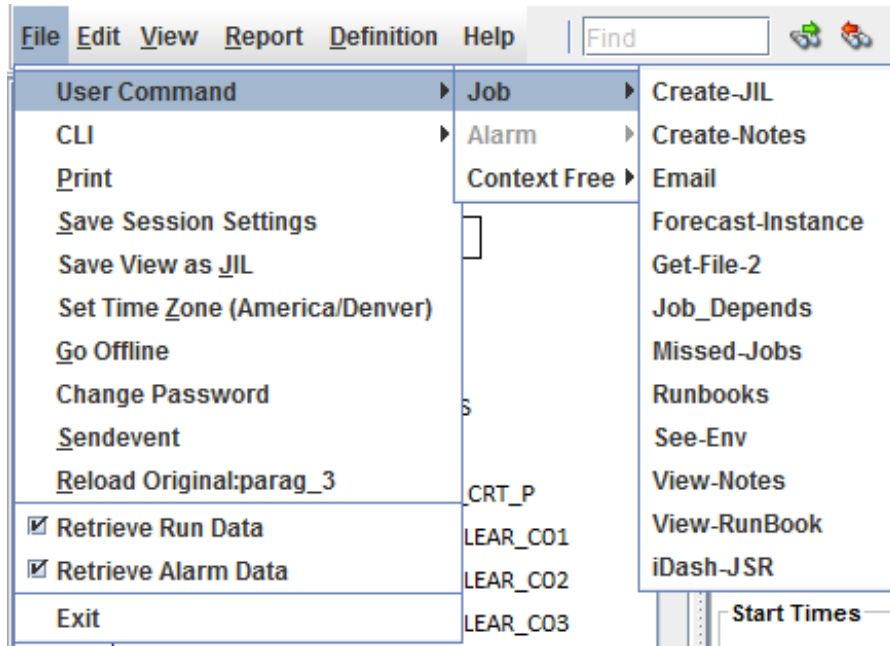 File Edit View Report Definition Help Find
User Command
CLI
Print
Save Session Settings
Save View as JIL
Set Time Zone (America/Denver)
Go Offline
Change Password
Sendevent
Reload Original:parag_3
Retrieve Run Data
Retrieve Alarm Data
Exit
Job
Alarm
Context Free
Create-JIL
Create-Notes
Email
Forecast-Instance
Get-File-2
Job_Depends
Missed-Jobs
Runbooks
See-Env
View-Notes
View-RunBook
iDash-JSR
S
_CRT_P
LEAR_CO1
LEAR_CO2
LEAR_CO3
Start Times